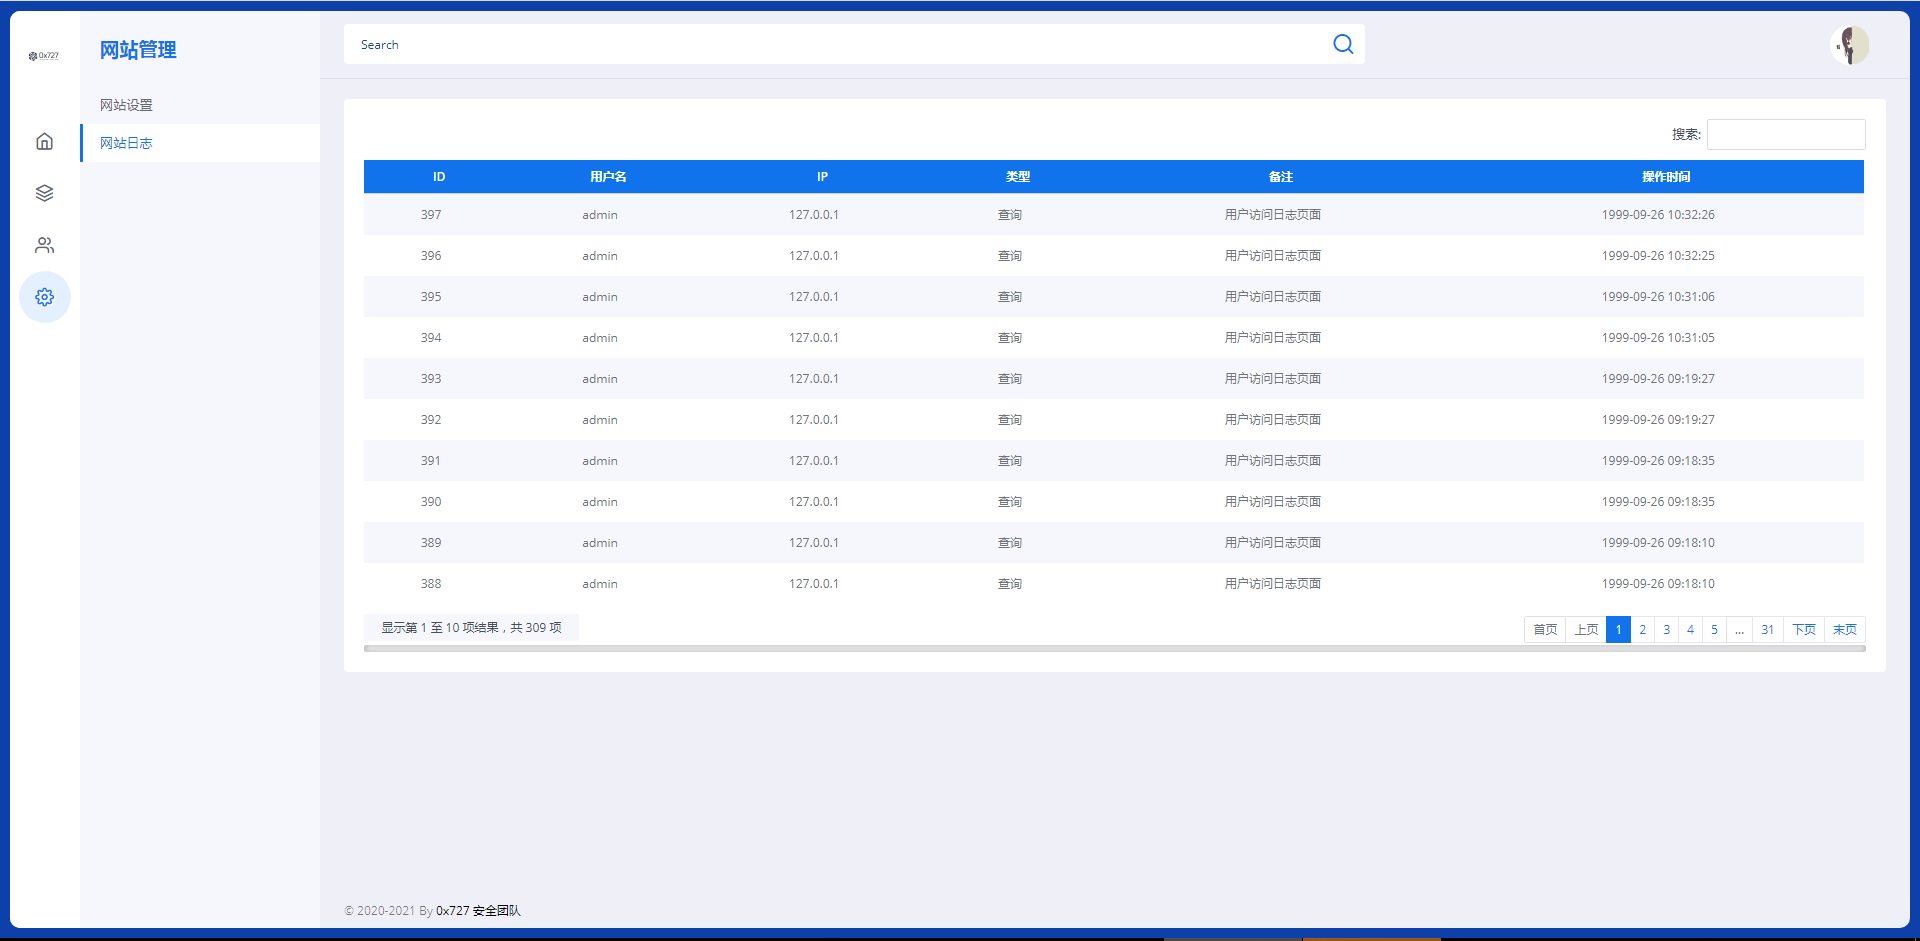 0x727
网站管理
网站设置
网站日志
Search
搜索:
ID 用户名 IP 类型 备注 操作时间
397 admin 127.0.0.1 查询 用户访问日志页面 1999-09-26 10:32:26
396 admin 127.0.0.1 查询 用户访问日志页面 1999-09-26 10:32:25
395 admin 127.0.0.1 查询 用户访问日志页面 1999-09-26 10:31:06
394 admin 127.0.0.1 查询 用户访问日志页面 1999-09-26 10:31:05
393 admin 127.0.0.1 查询 用户访问日志页面 1999-09-26 09:19:27
392 admin 127.0.0.1 查询 用户访问日志页面 1999-09-26 09:19:27
391 admin 127.0.0.1 查询 用户访问日志页面 1999-09-26 09:18:35
390 admin 127.0.0.1 查询 用户访问日志页面 1999-09-26 09:18:35
389 admin 127.0.0.1 查询 用户访问日志页面 1999-09-26 09:18:10
388 admin 127.0.0.1 查询 用户访问日志页面 1999-09-26 09:18:10
显示第 1 至 10 项结果，共 309 项
首页 上页 1 2 3 4 5 ... 31 下页 末页
© 2020-2021 By 0x727 安全团队